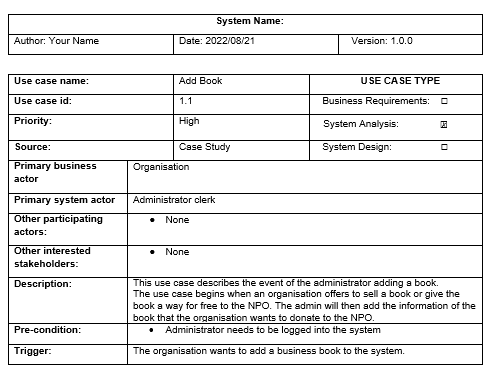 System Name:
Author: Your Name Date: 2022/08/21 Version: 1.0.0
Use case name: Add Book USE CASE TYPE
Use case id: 1.1 Business Requirements: ☐
Priority: High System Analysis: ☒
Source: Case Study System Design: ☐
Primary business
actor
Organisation
Primary system actor Administrator clerk
Other participating
actors:
• None
Other interested
stakeholders:
• None
Description: This use case describes the event of the administrator adding a book.
The use case begins when an organisation offers to sell a book or give the
book a way for free to the NPO. The admin will then add the information of the
book that the organisation wants to donate to the NPO.
Pre-condition: • Administrator needs to be logged into the system
Trigger: The organisation wants to add a business book to the system.